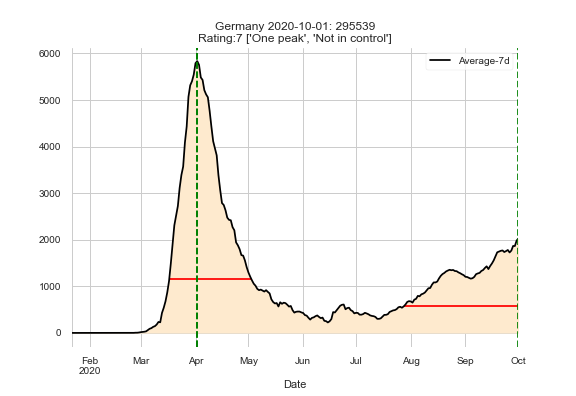 Germany 2020-10-01: 295539
Rating:7 ['One peak', 'Not in control']
Average-7d
6000
5000
4000
3000
2000
1000
0
Feb Mar Apr May Jun Jul Aug Sep Oct
2020
Date